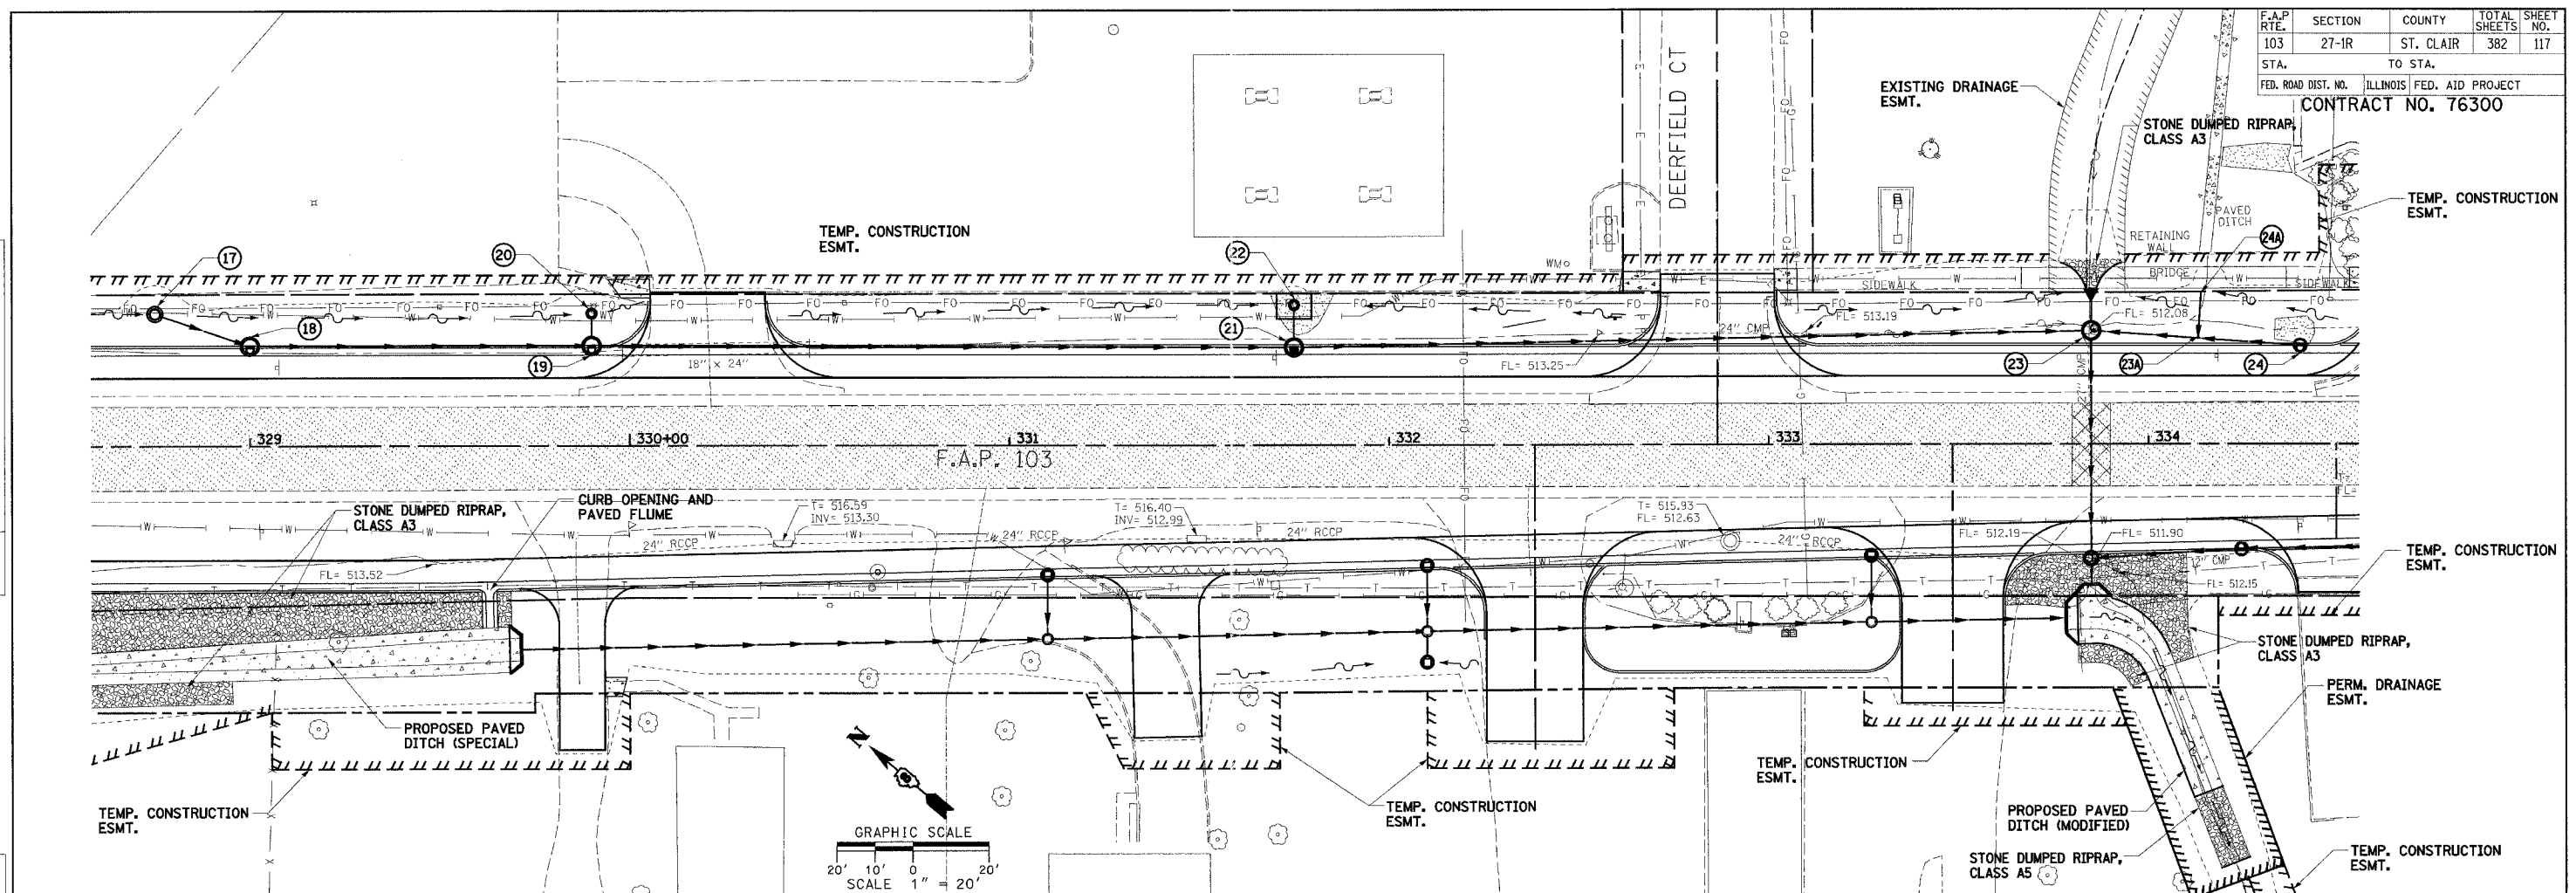 F.A.P. RTE. SECTION COUNTY TOTAL SHEETS SHEET NO.
103 27-1R ST. CLAIR 382 117
STA. TO STA.
FED. ROAD DIST. NO. ILLINOIS FED. AID PROJECT
CONTRACT NO. 76300
DEERFIELD CT
EXISTING DRAINAGE
ESMT.
STONE DUMPED RIPRAP,
CLASS A3
TEMP. CONSTRUCTION
ESMT.
TEMP. CONSTRUCTION
ESMT.
PAVED
DITCH
RETAINING
WALL
BRIDGE
SIDEWALK
SIDEWALK
17
18
20
19
22
21
24A
23
23A
24
WM
18" x 24"
24" CMP
FL= 513.19
FL= 513.25
FL= 512.08
27" CMP
329
330+00
331
332
333
334
F.A.P. 103
STONE DUMPED RIPRAP,
CLASS A3
CURB OPENING AND
PAVED FLUME
T= 516.59
INV= 513.30
T= 516.40
INV= 512.99
T= 515.93
FL= 512.63
24" RCCP
24" RCCP
24" RCCP
24" RCCP
FL= 513.52
FL= 512.19
FL= 511.90
12" CMP
FL= 512.15
T=
FL=
TEMP. CONSTRUCTION
ESMT.
STONE DUMPED RIPRAP,
CLASS A3
PERM. DRAINAGE
ESMT.
PROPOSED PAVED
DITCH (SPECIAL)
TEMP. CONSTRUCTION
ESMT.
N
GRAPHIC SCALE
20' 10' 0 20'
SCALE 1" = 20'
TEMP. CONSTRUCTION
ESMT.
TEMP. CONSTRUCTION
ESMT.
PROPOSED PAVED
DITCH (MODIFIED)
STONE DUMPED RIPRAP,
CLASS A5
TEMP. CONSTRUCTION
ESMT.